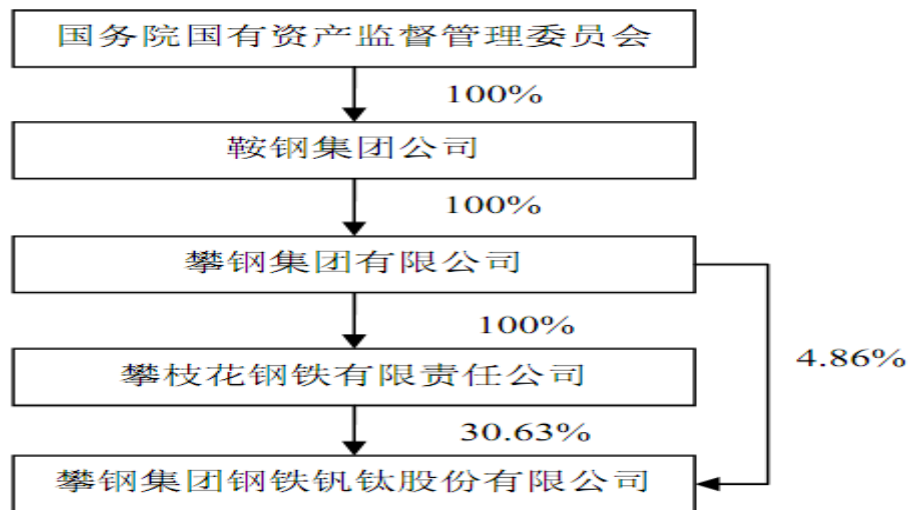 国务院国有资产监督管理委员会
100%
鞍钢集团公司
100%
攀钢集团有限公司
100%
4.86%
攀枝花钢铁有限责任公司
30.63%
攀钢集团钢铁钒钛股份有限公司